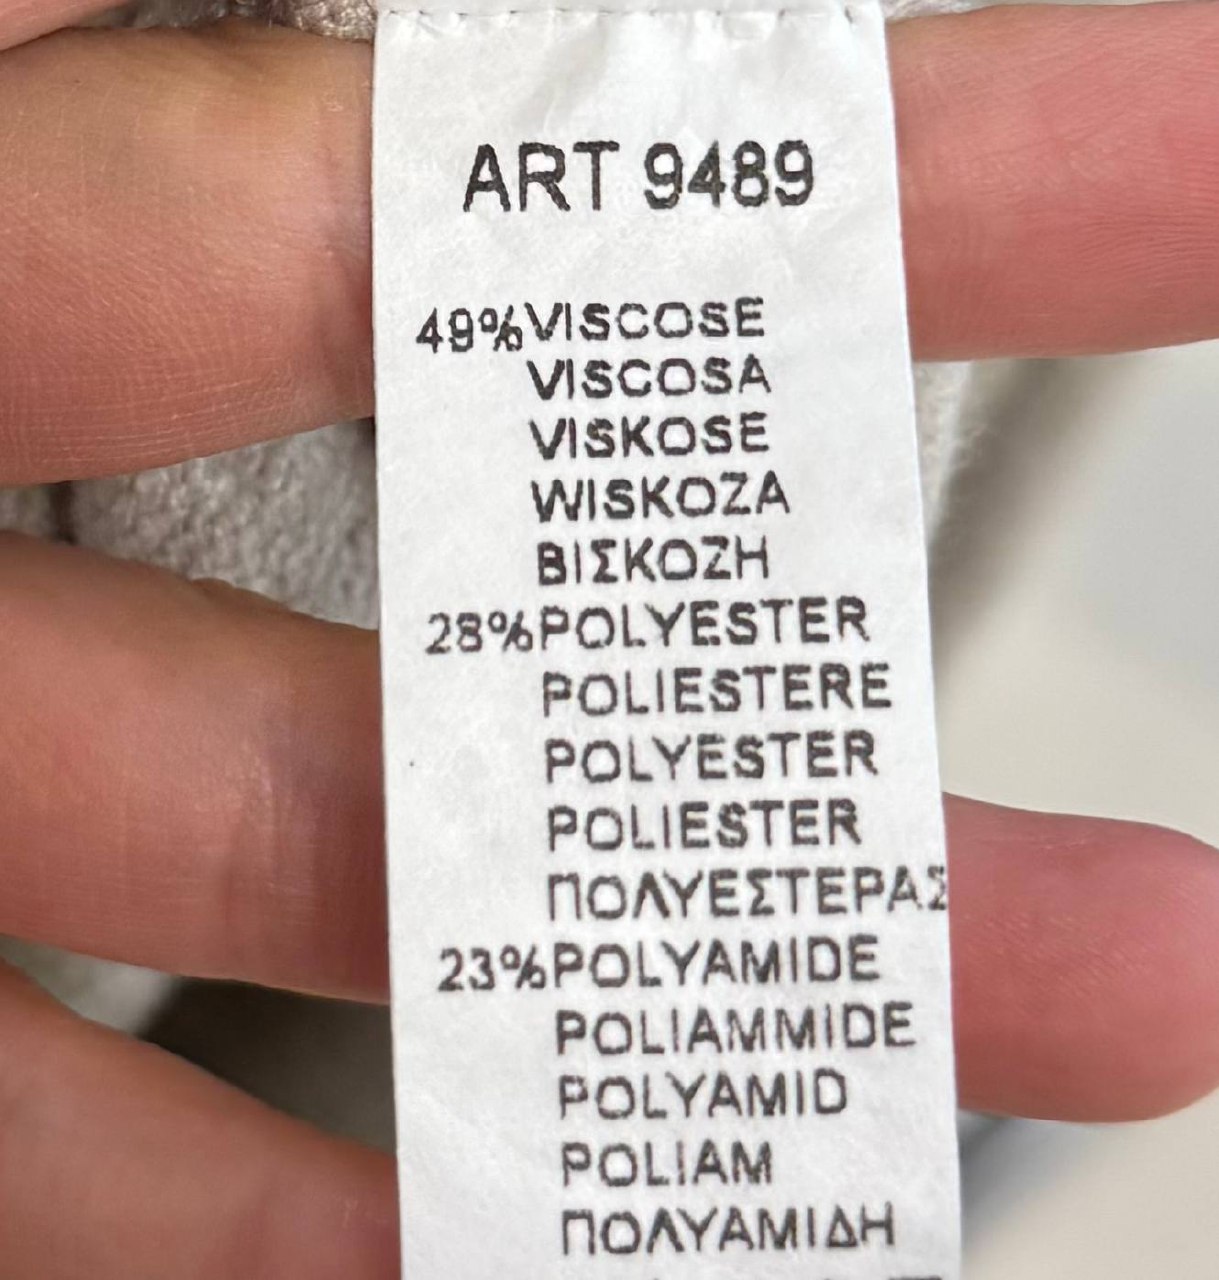 ART 9489
49%VISCOSE
VISCOSA
VISKOSE
WISKOZA
ΒΙΣΚΟΖΗ
28%POLYESTER
POLIESTERE
POLYESTER
POLIESTER
ΠΟΛΥΕΣΤΕΡΑΣ
23%POLYAMIDE
POLIAMMIDE
POLYAMID
POLIAM
ΠΟΛΥΑΜΙΔΗ